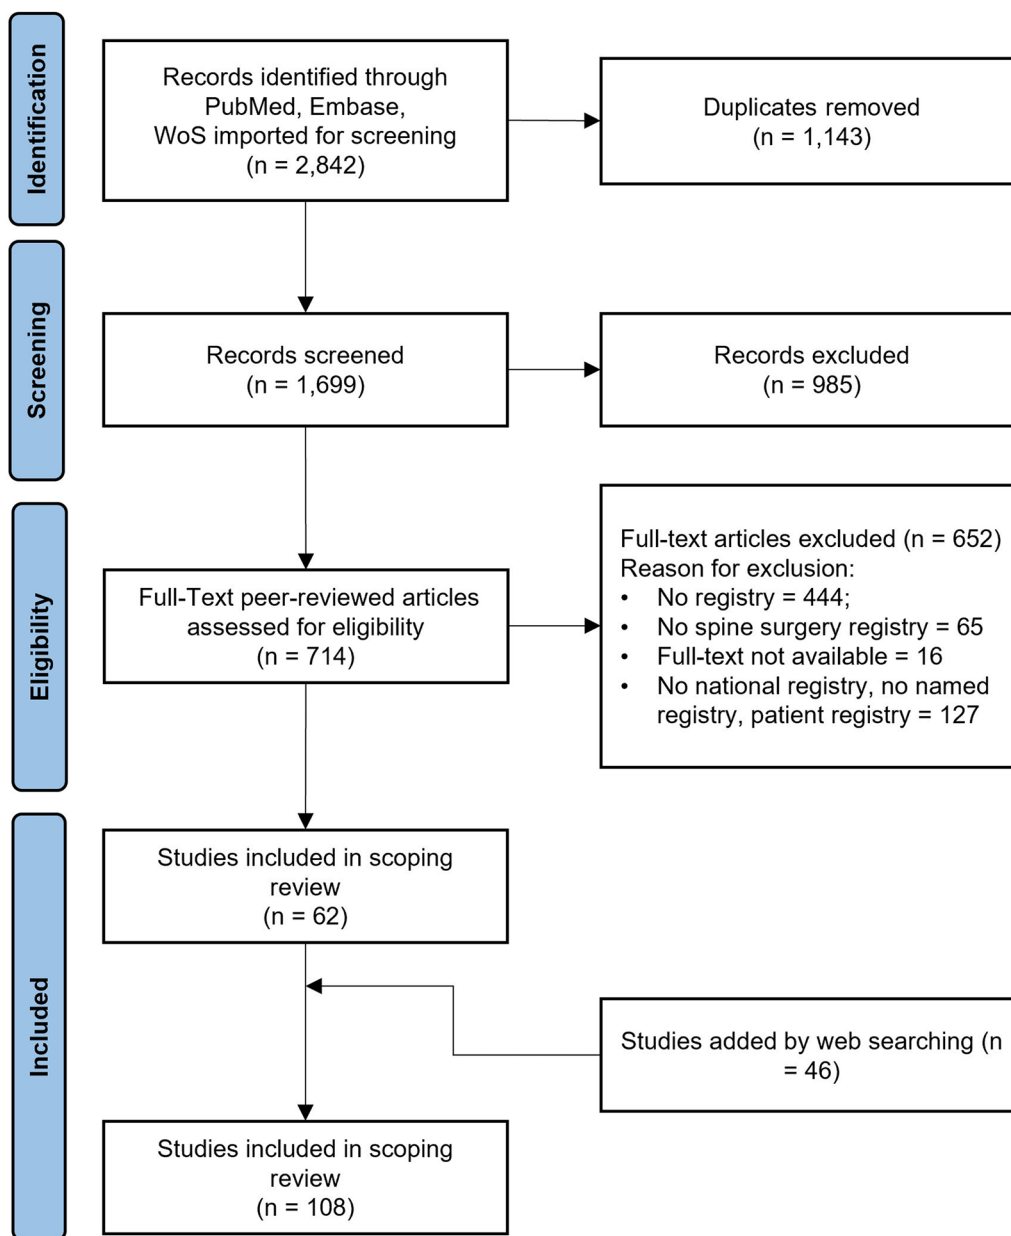 Identification
Records identified through
PubMed, Embase,
WoS imported for screening
(n = 2,842)
Duplicates removed
(n = 1,143)
Screening
Records screened
(n = 1,699)
Records excluded
(n = 985)
Eligibility
Full-Text peer-reviewed articles
assessed for eligibility
(n = 714)
Full-text articles excluded (n = 652)
Reason for exclusion:
• No registry = 444;
• No spine surgery registry = 65
• Full-text not available = 16
• No national registry, no named
registry, patient registry = 127
Included
Studies included in scoping
review
(n = 62)
Studies added by web searching (n
= 46)
Studies included in scoping
review
(n = 108)